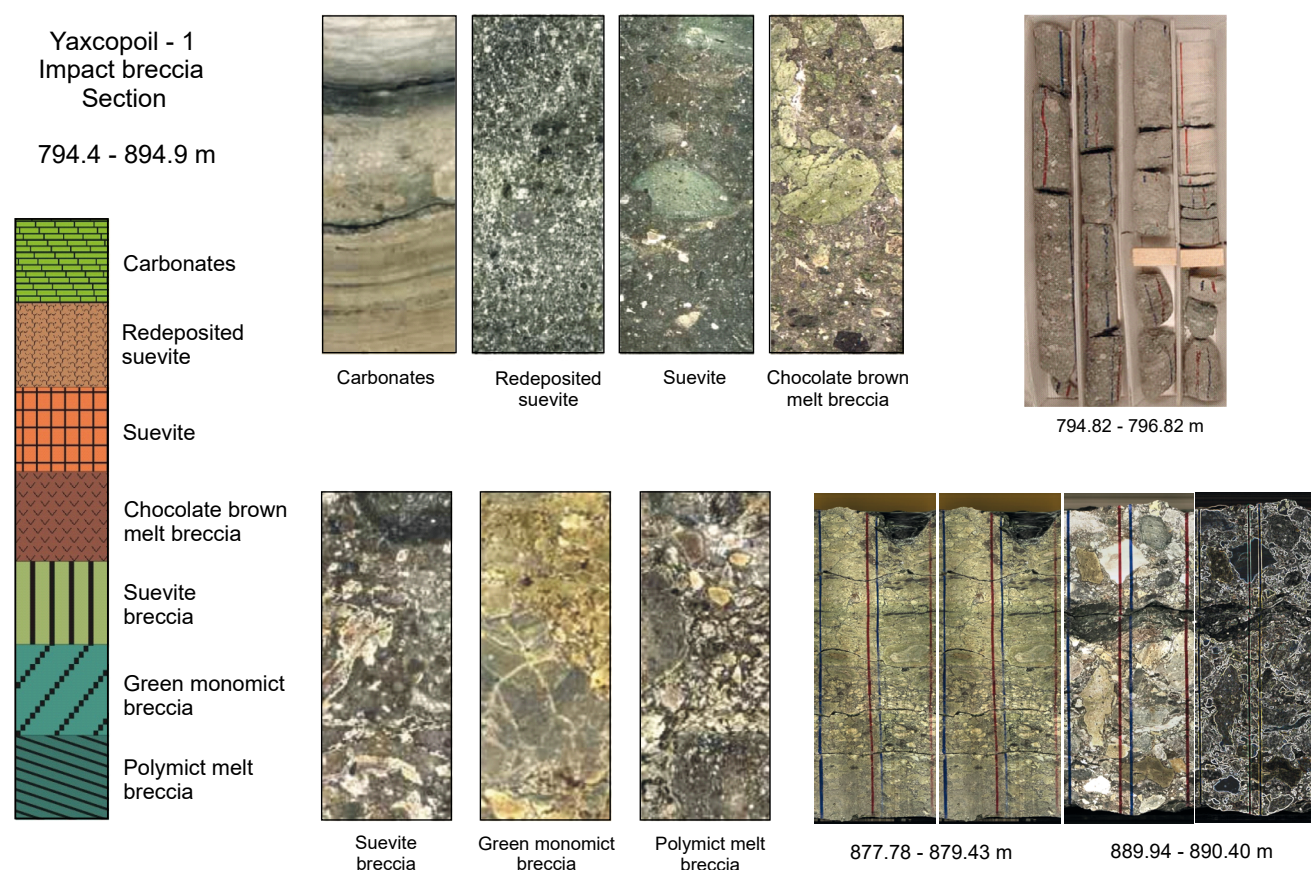 Yaxcopoil - 1
Impact breccia
Section
794.4 - 894.9 m
Carbonates
Redeposited
suevite
Suevite
Chocolate brown
melt breccia
Suevite
breccia
Green monomict
breccia
Polymict melt
breccia
Carbonates
Redeposited
suevite
Suevite
Chocolate brown
melt breccia
794.82 - 796.82 m
Suevite
breccia
Green monomict
breccia
Polymict melt
breccia
877.78 - 879.43 m
889.94 - 890.40 m